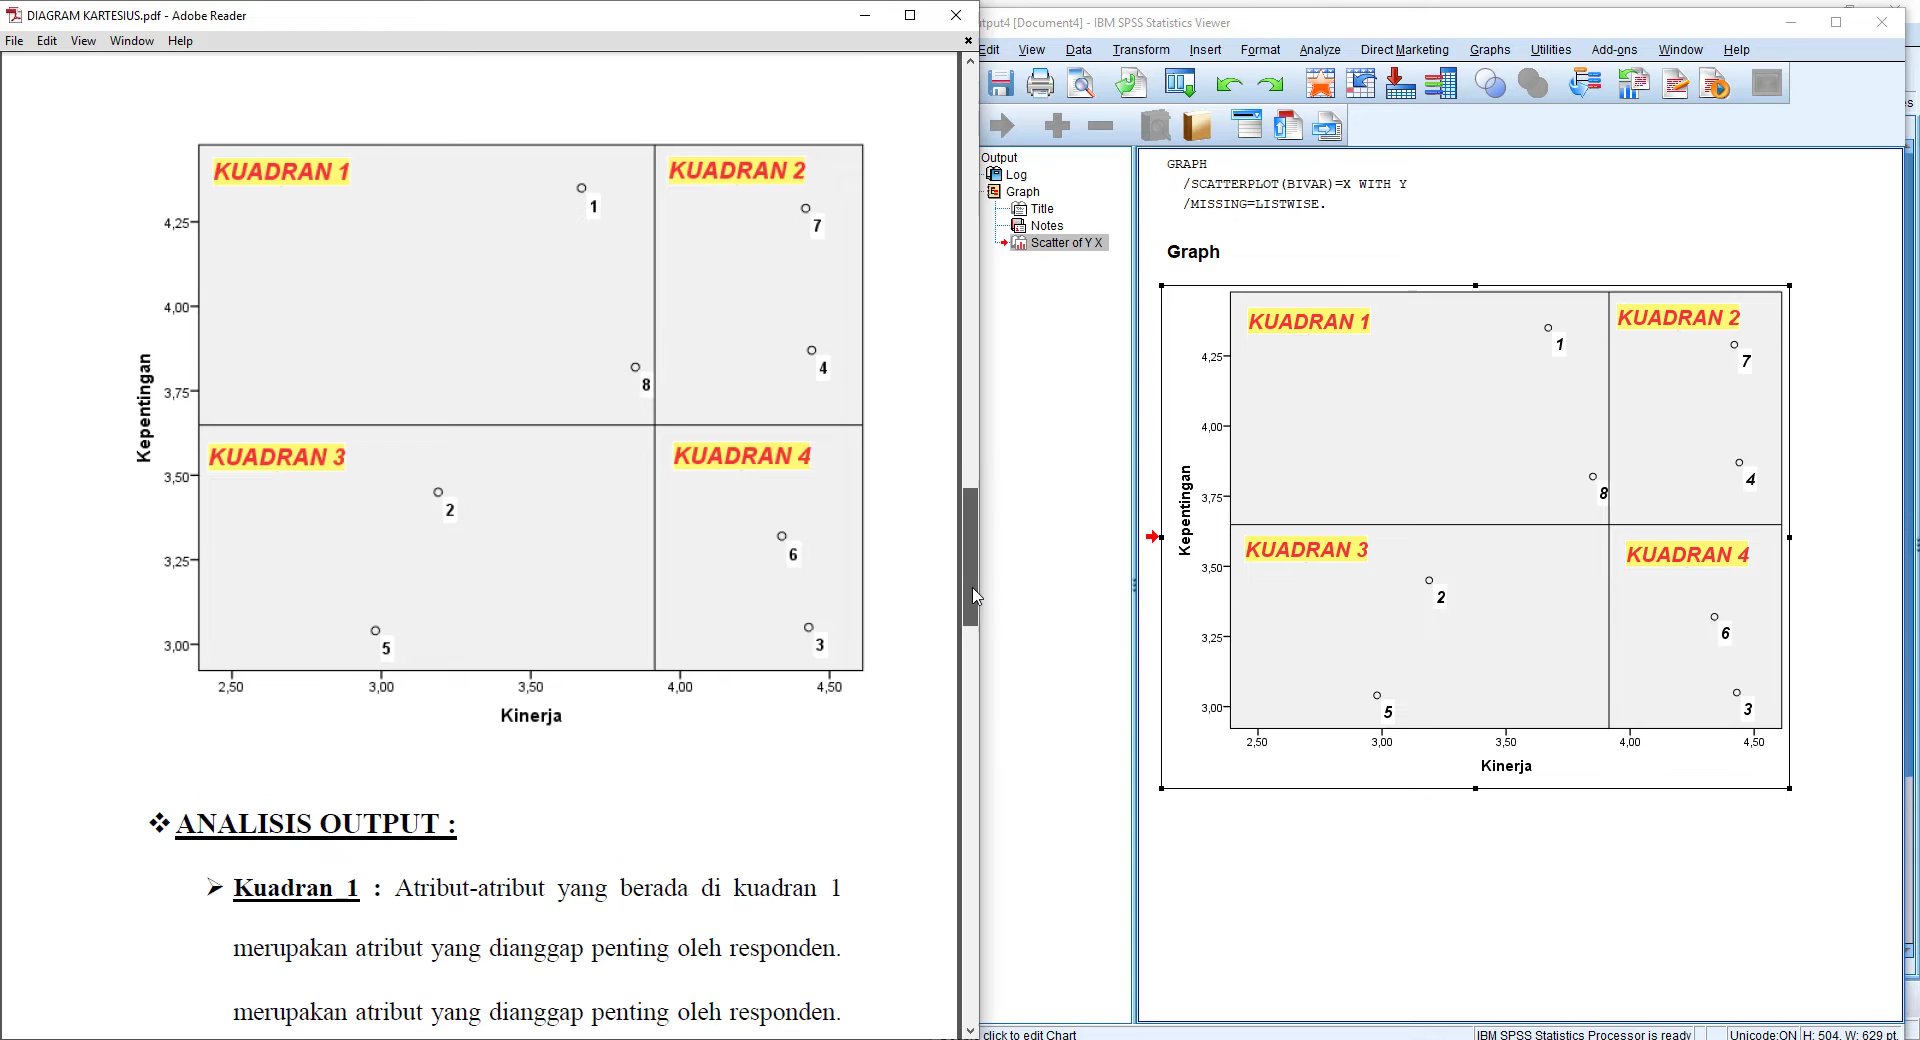 DIAGRAM KARTESIUS.pdf - Adobe Reader
File Edit View Window Help
KUADRAN 1
KUADRAN 2
1
7
4,25
4,00
4
8
3,75
Kepentingan
KUADRAN 3
KUADRAN 4
3,50
2
6
3,25
5
3
3,00
2,50 3,00 3,50 4,00 4,50
Kinerja
❖ ANALISIS OUTPUT :
➢ Kuadran 1 : Atribut-atribut yang berada di kuadran 1
merupakan atribut yang dianggap penting oleh responden.
merupakan atribut yang dianggap penting oleh responden.
[Document4] - IBM SPSS Statistics Viewer
Edit View Data Transform Insert Format Analyze Direct Marketing Graphs Utilities Add-ons Window Help
Output
Log
Graph
Title
Notes
Scatter of Y X
GRAPH
/SCATTERPLOT(BIVAR)=X WITH Y
/MISSING=LISTWISE.
Graph
KUADRAN 1
KUADRAN 2
1
7
4,25
4,00
4
8
3,75
Kepentingan
KUADRAN 3
KUADRAN 4
3,50
2
6
3,25
5
3
3,00
2,50 3,00 3,50 4,00 4,50
Kinerja
click to edit Chart
IBM SPSS Statistics Processor is ready
Unicode:ON H: 504, W: 629 pt.